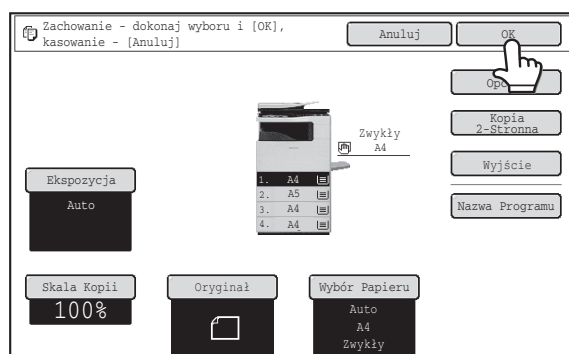 Zachowanie - dokonaj wyboru i [OK],
kasowanie - [Anuluj]
Anuluj
OK
Kopia
2-Stronna
Wyjście
Nazwa Programu
Zwykły
A4
1. A4
2. A5
3. A4
4. A4
Ekspozycja
Auto
Skala Kopii
100%
Oryginał
Wybór Papieru
Auto
A4
Zwykły